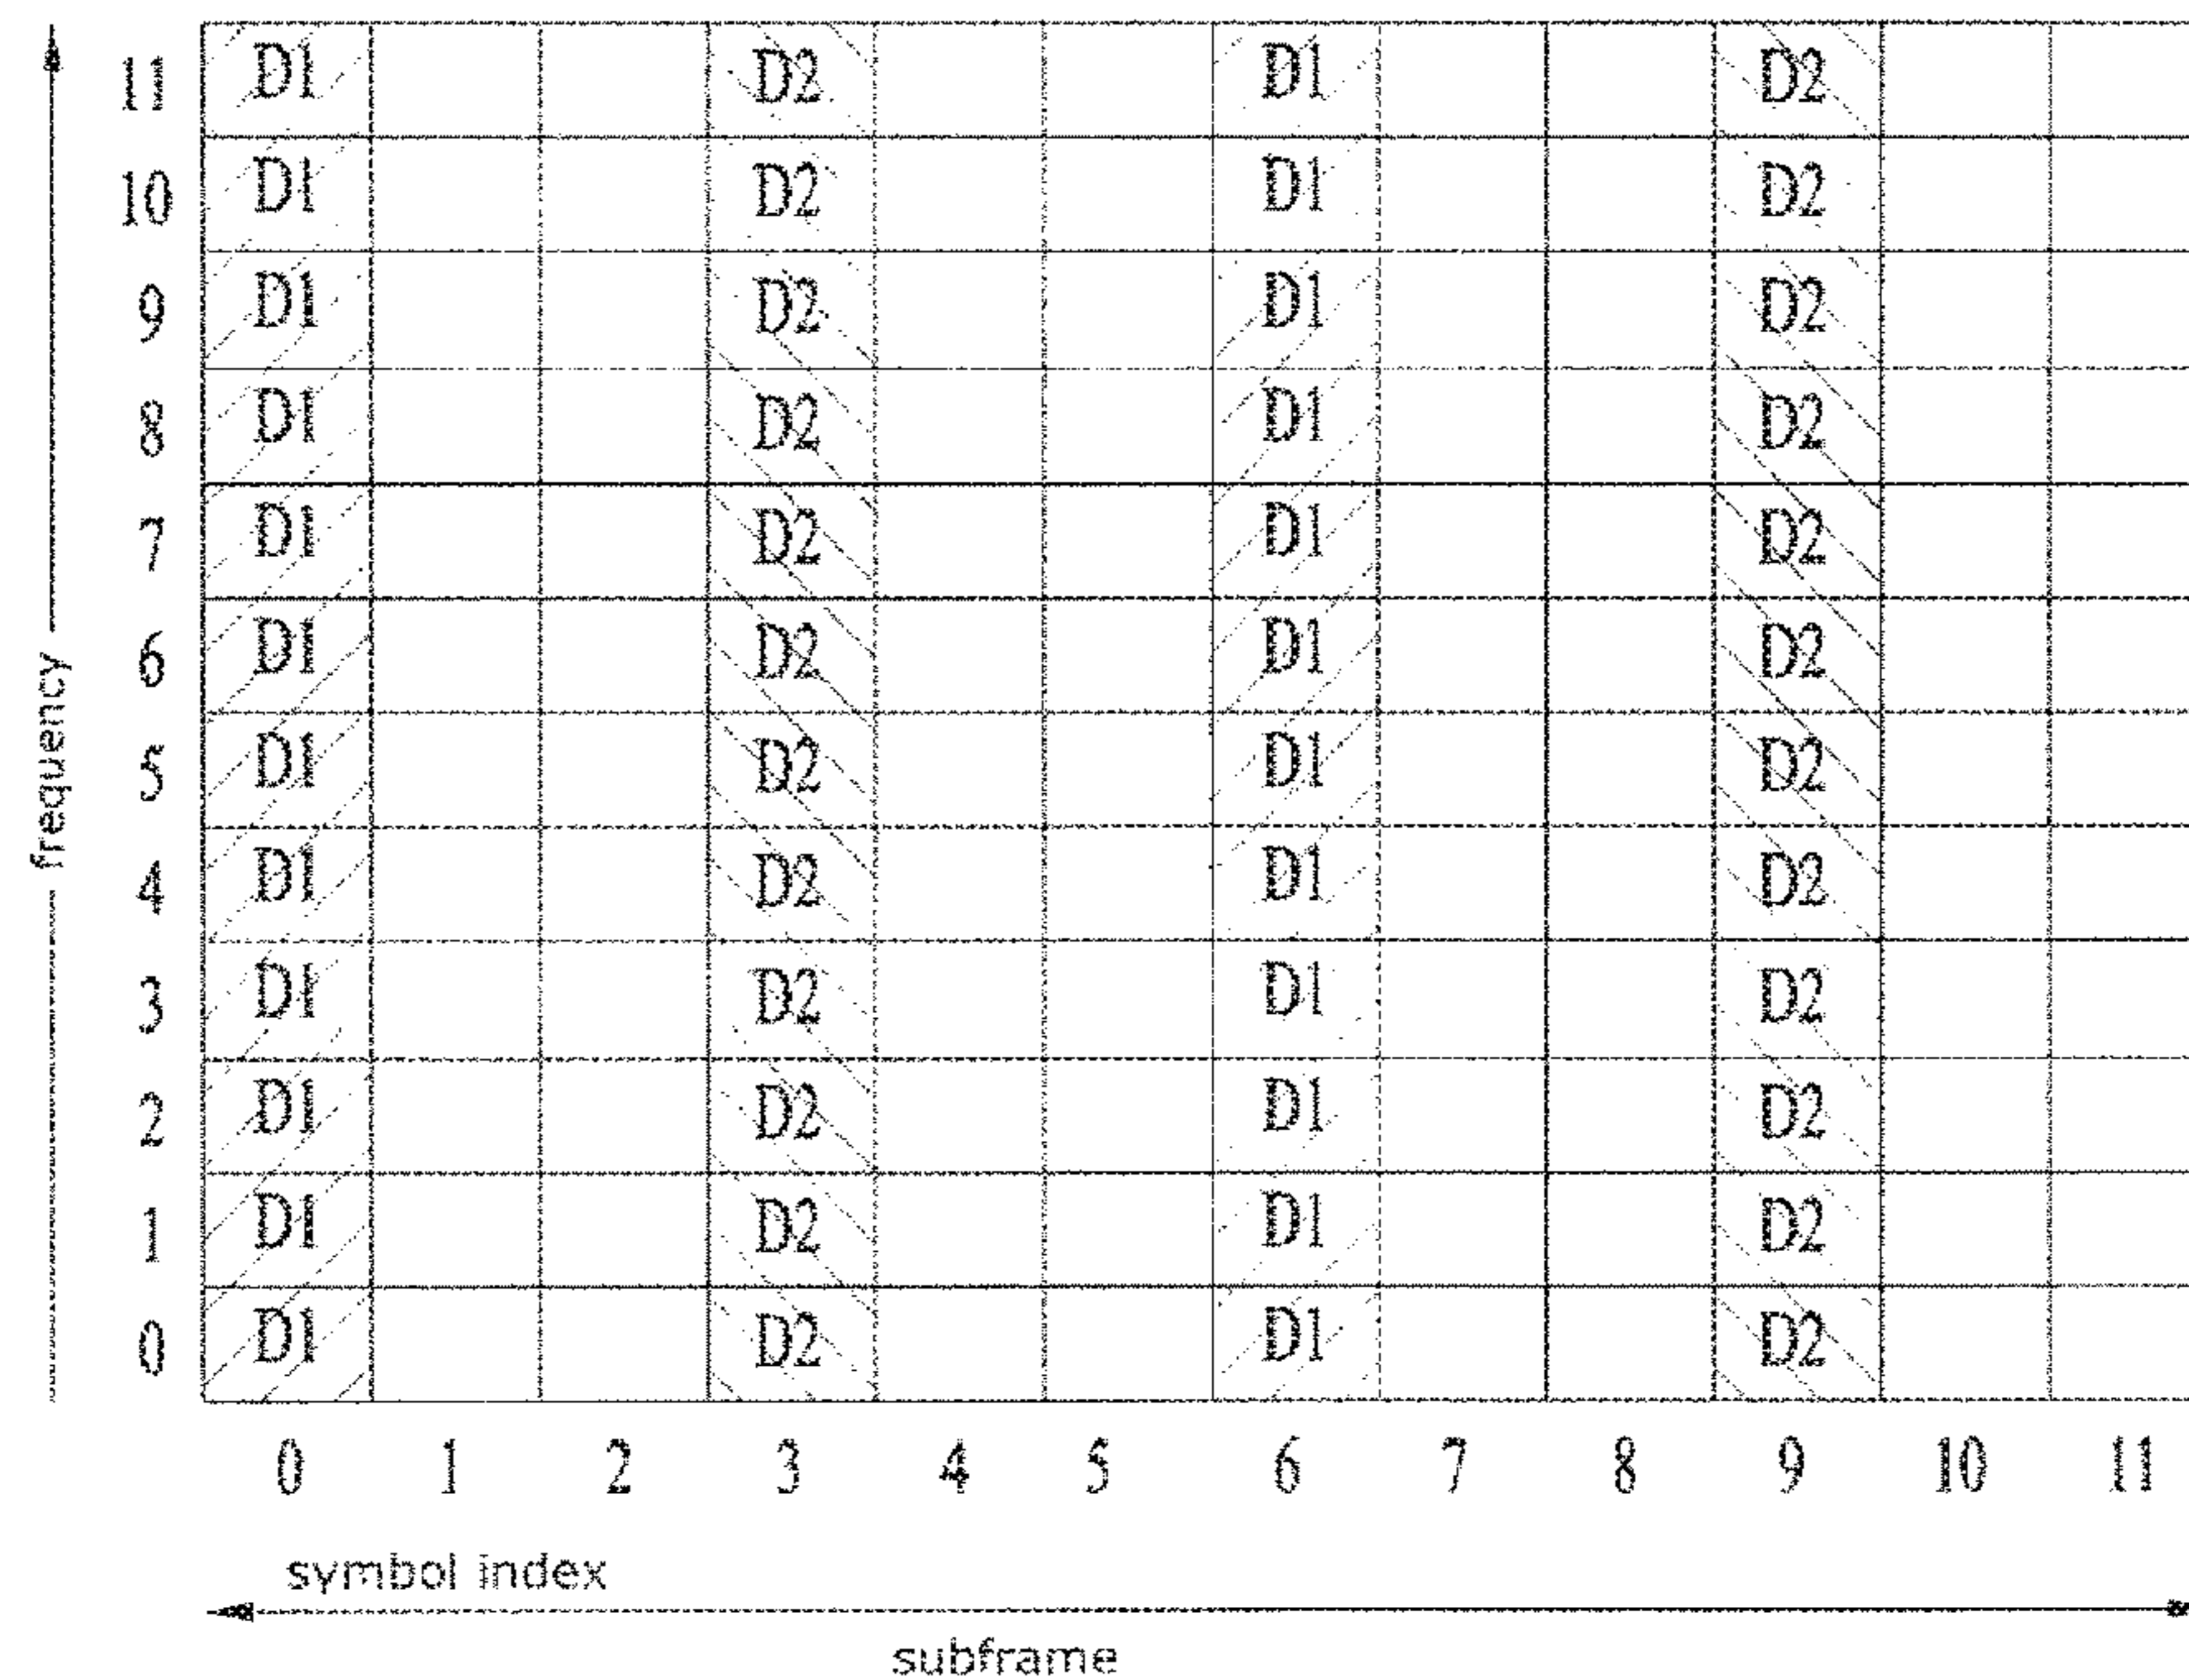 11 D1 D2 D1 D2
10 D1 D2 D1 D2
9 D1 D2 D1 D2
8 D1 D2 D1 D2
7 D1 D2 D1 D2
6 D1 D2 D1 D2
5 D1 D2 D1 D2
4 D1 D2 D1 D2
3 D1 D2 D1 D2
2 D1 D2 D1 D2
1 D1 D2 D1 D2
0 D1 D2 D1 D2
frequency
0 1 2 3 4 5 6 7 8 9 10 11
symbol index
subframe